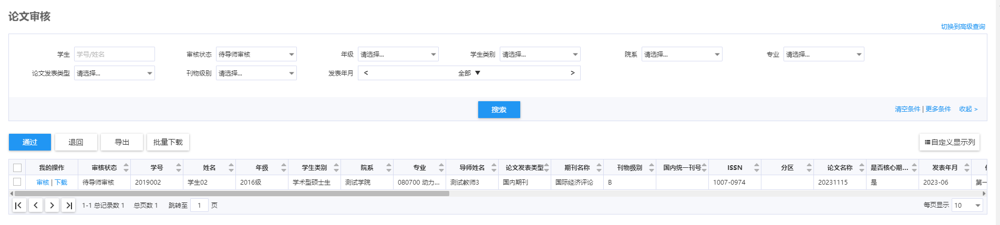 论文审核
切换到高级查询
学生 学号/姓名 审核状态 待导师审核 年级 请选择... 学生类别 请选择... 院系 请选择... 专业 请选择...
论文发表类型 请选择... 刊物级别 请选择... 发表年月 < 全部 ▼ >
搜索
清空条件 | 更多条件 收起 >
通过 退回 导出 批量下载 自定义显示列
我的操作 审核状态 学号 姓名 年级 学生类别 院系 专业 导师姓名 论文发表类型 期刊名称 刊物级别 国内统一刊号 ISSN 分区 论文名称 是否核心期... 发表年月
审核 | 下载 待导师审核 2019002 学生02 2016级 学术型硕士生 测试学院 080700 动力... 测试教师3 国内期刊 国际经济评论 B 1007-0974 20231115 是 2023-06 第一
1-1 总记录数 1 总页数 1 跳转至 1 页 每页显示 10